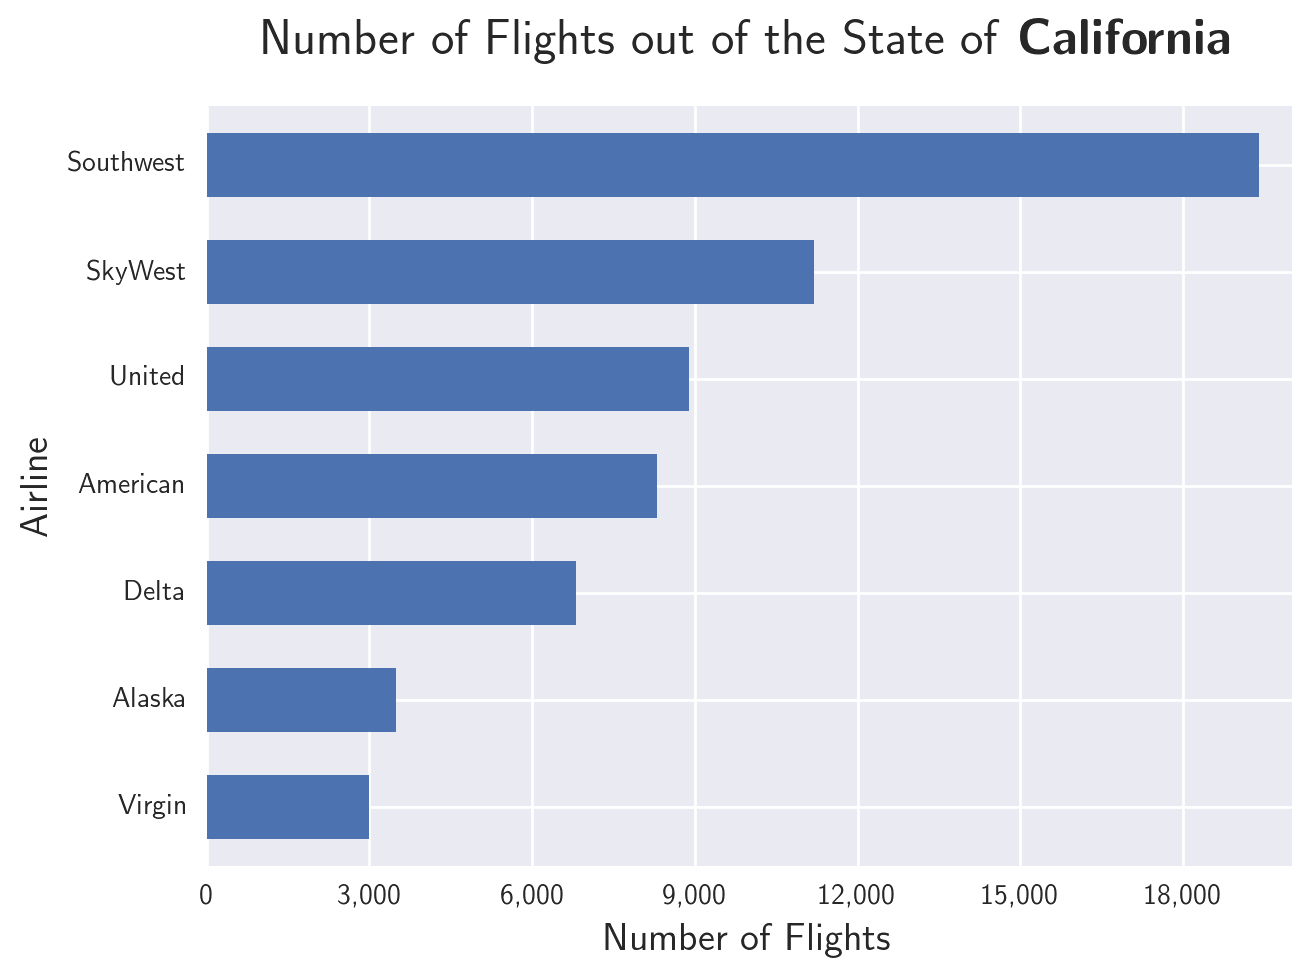 Number of Flights out of the State of California
Southwest
SkyWest
United
American
Delta
Alaska
Virgin
Airline
0 3,000 6,000 9,000 12,000 15,000 18,000
Number of Flights